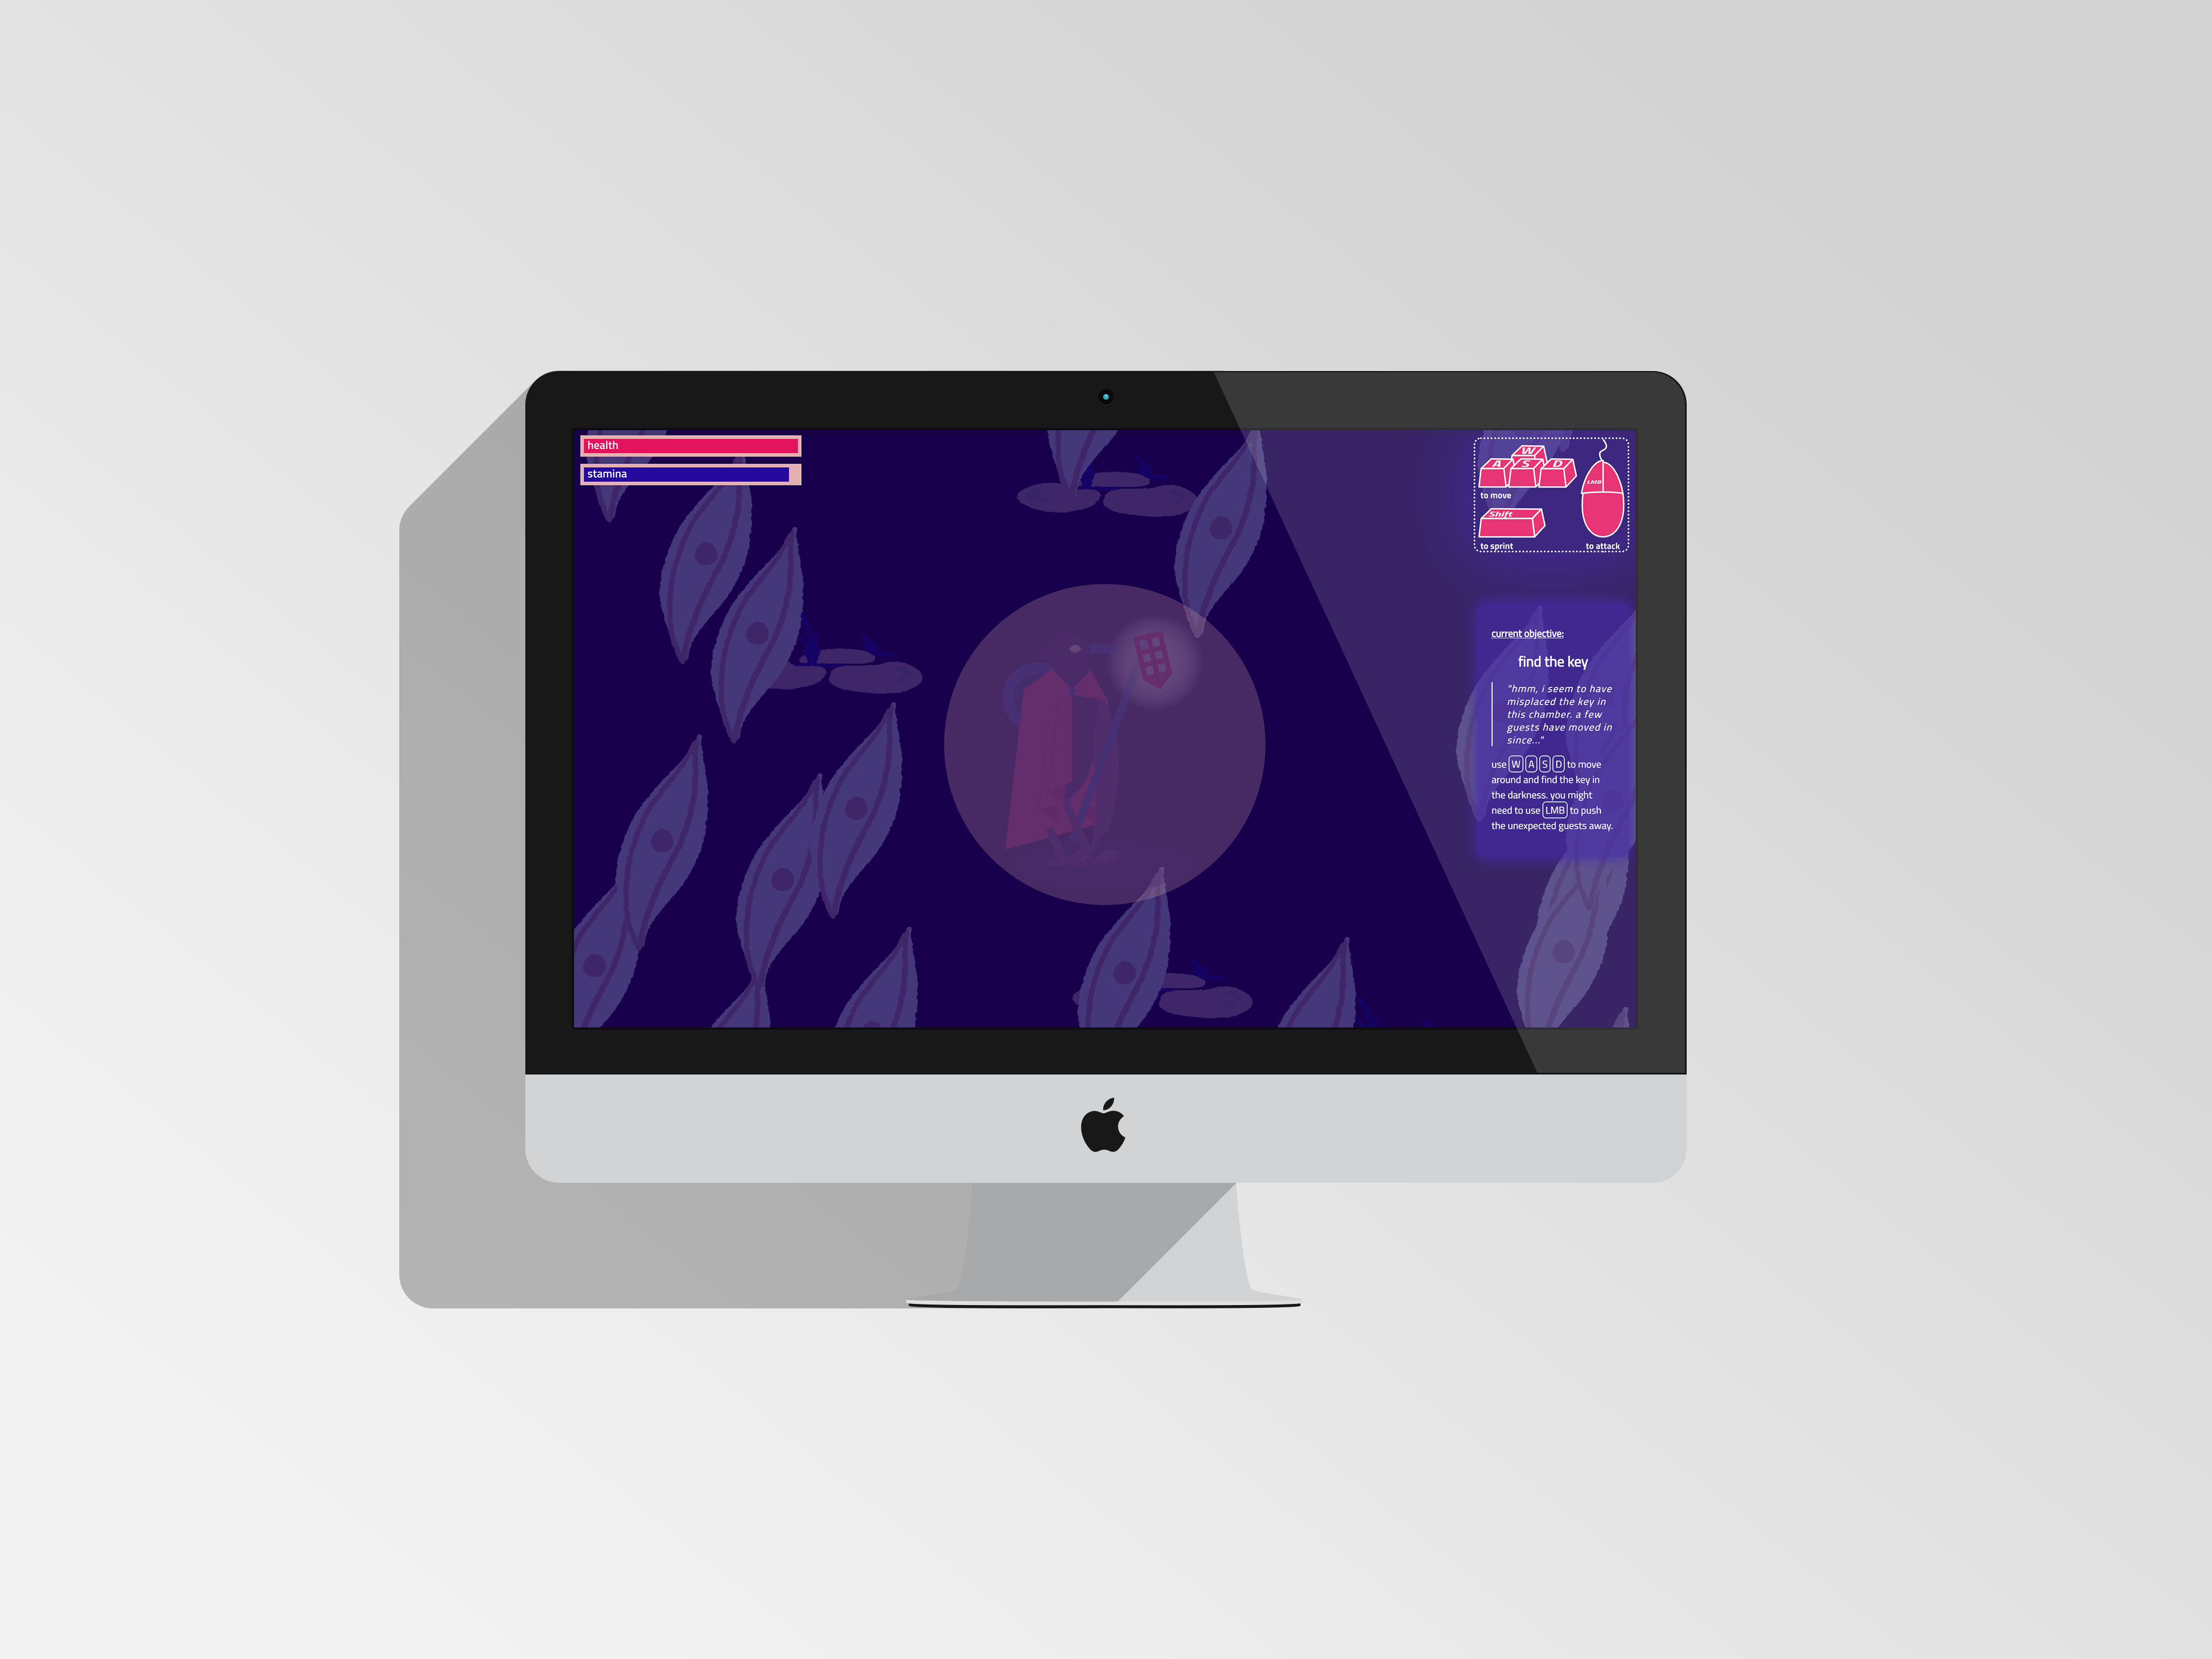 health
stamina
W
A S D
LMB
to move
Shift
to sprint
to attack
current objective:
find the key
"hmm, i seem to have
misplaced the key in
this chamber. a few
guests have moved in
since..."
use W A S D to move
around and find the key in
the darkness. you might
need to use LMB to push
the unexpected guests away.